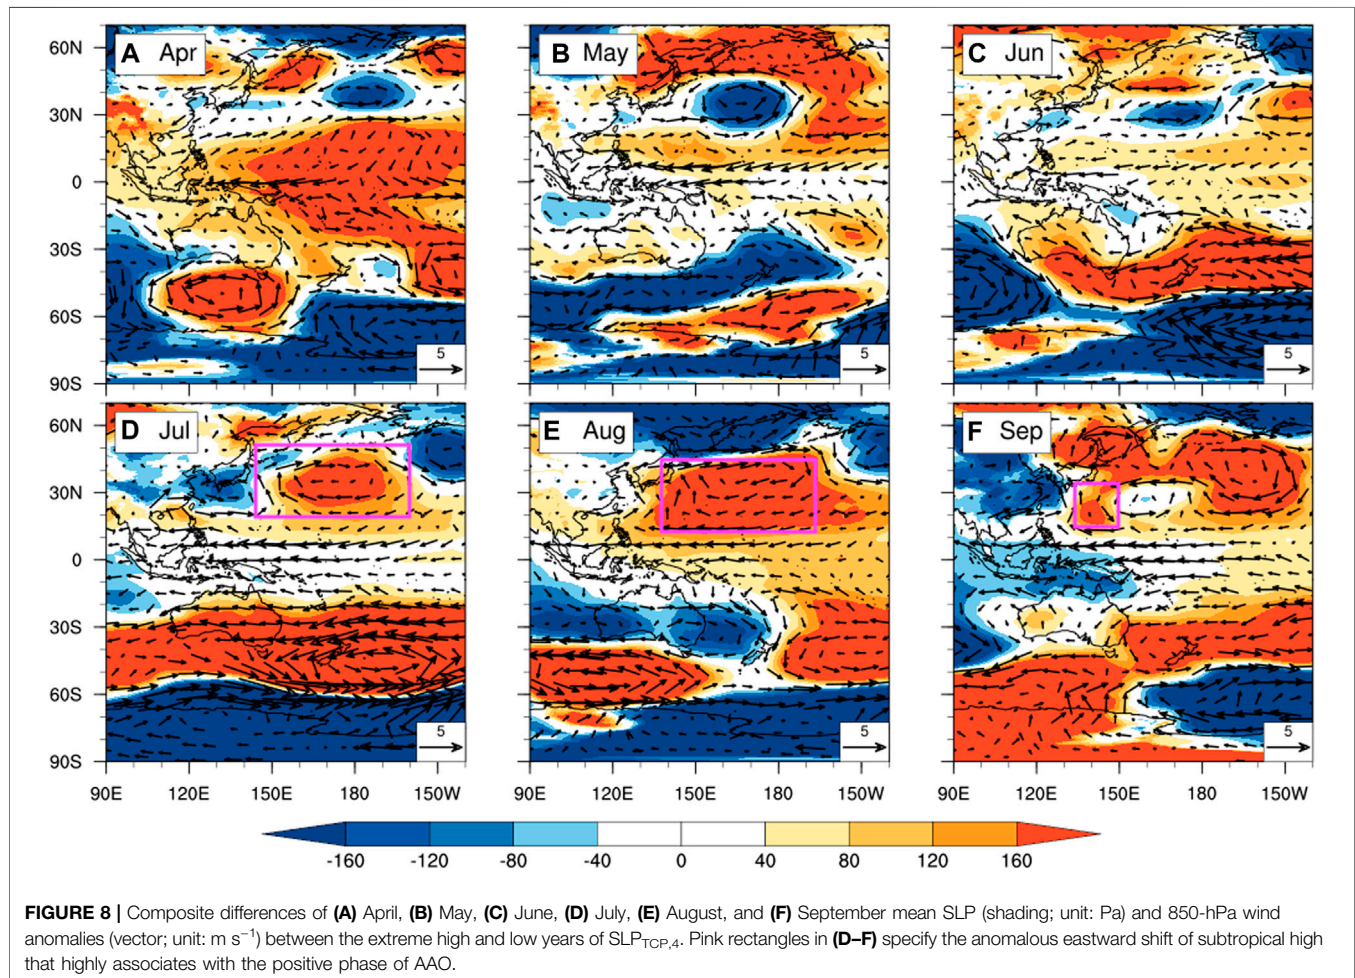 A Apr
B May
C Jun
60N
30N
0
30S
60S
90S
5
5
5
D Jul
E Aug
F Sep
60N
30N
0
30S
60S
90S
5
5
5
90E 120E 150E 180 150W
90E 120E 150E 180 150W
90E 120E 150E 180 150W
-160 -120 -80 -40 0 40 80 120 160
FIGURE 8 | Composite differences of (A) April, (B) May, (C) June, (D) July, (E) August, and (F) September mean SLP (shading; unit: Pa) and 850-hPa wind
anomalies (vector; unit: m s⁻¹) between the extreme high and low years of SLP_TCP,4. Pink rectangles in (D–F) specify the anomalous eastward shift of subtropical high
that highly associates with the positive phase of AAO.